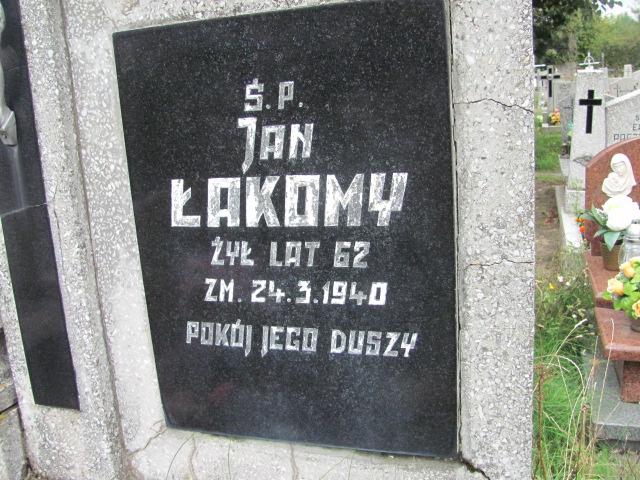 Ś.P.
JAN
ŁAKOMY
ŻYŁ LAT 62
ZM. 24.3.1940
POKÓJ JEGO DUSZY